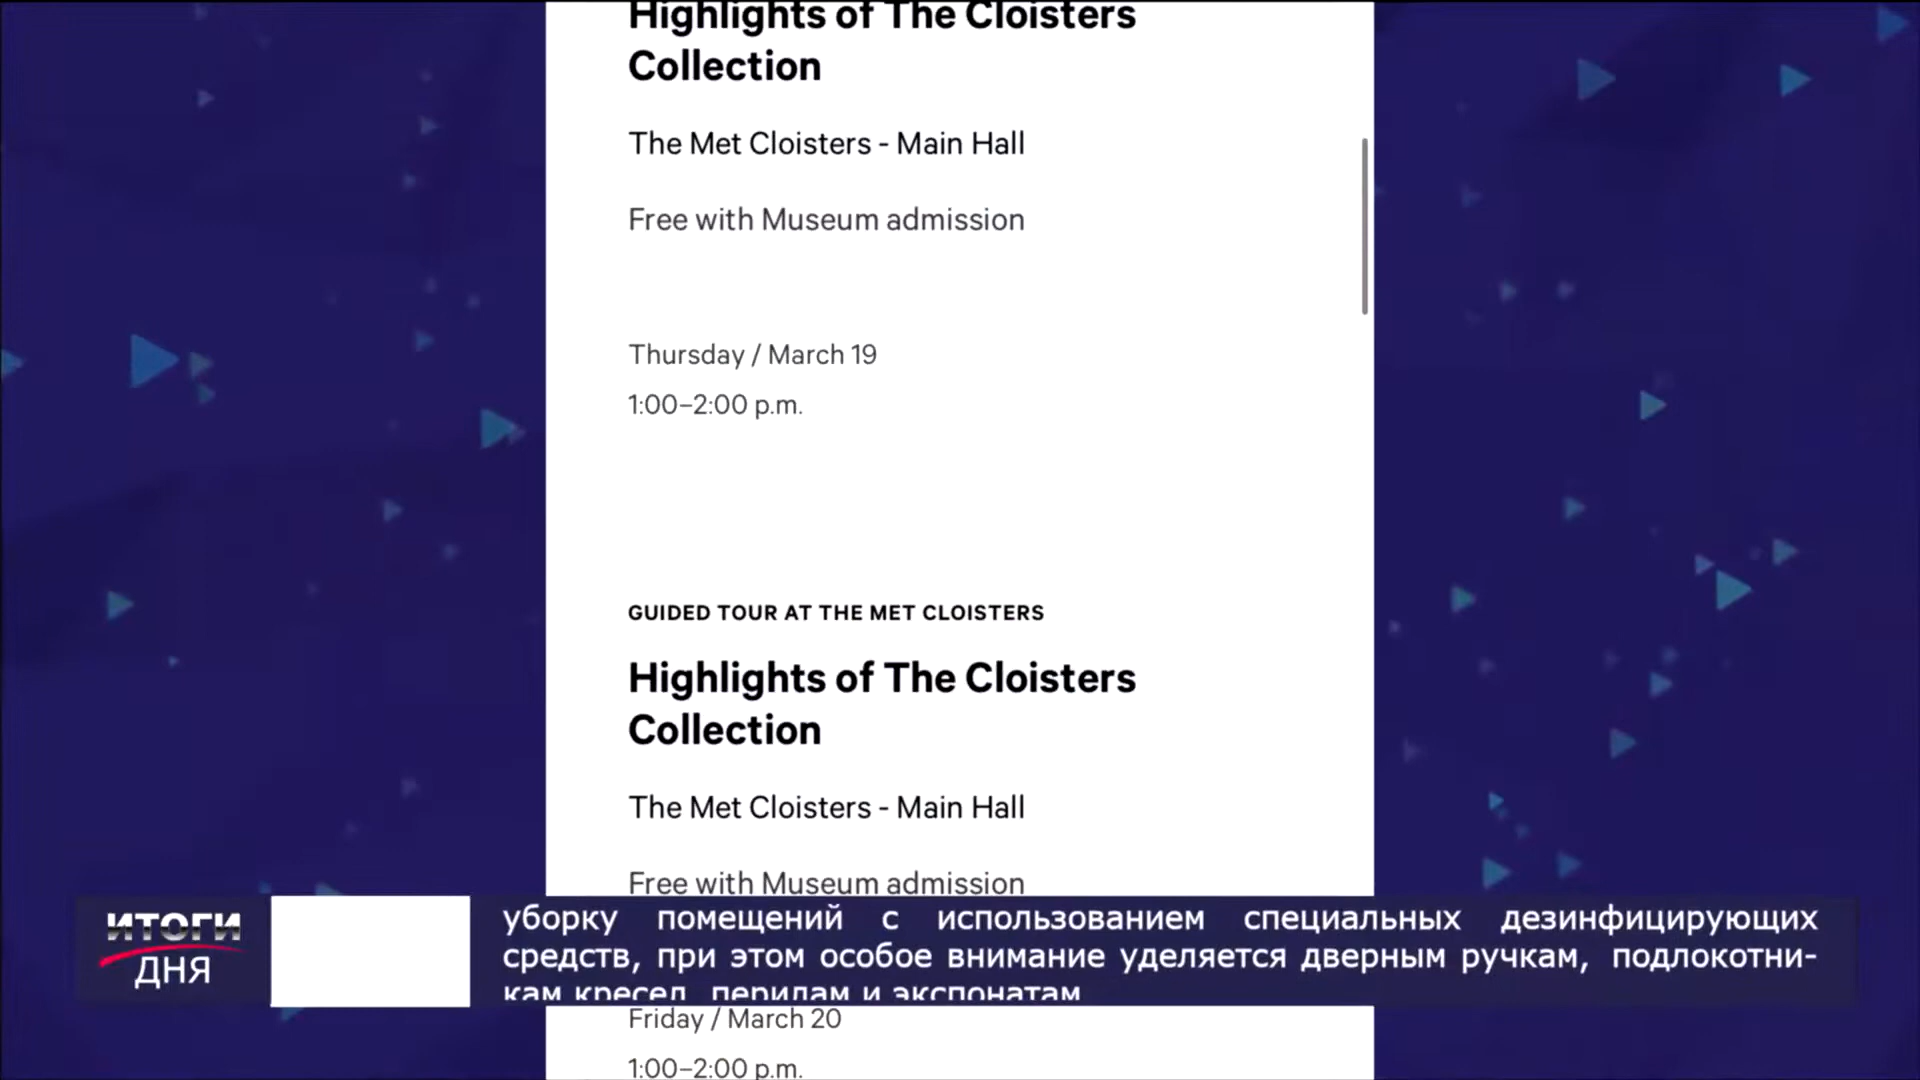 Highlights of The Cloisters
Collection
The Met Cloisters - Main Hall
Free with Museum admission
Thursday / March 19
1:00–2:00 p.m.
GUIDED TOUR AT THE MET CLOISTERS
Highlights of The Cloisters
Collection
The Met Cloisters - Main Hall
Free with Museum admission
ИТОГИ
ДНЯ
уборку помещений с использованием специальных дезинфицирующих
средств, при этом особое внимание уделяется дверным ручкам, подлокотни-
кам кресел, перилам и экспонатам
Friday / March 20
1:00–2:00 p.m.